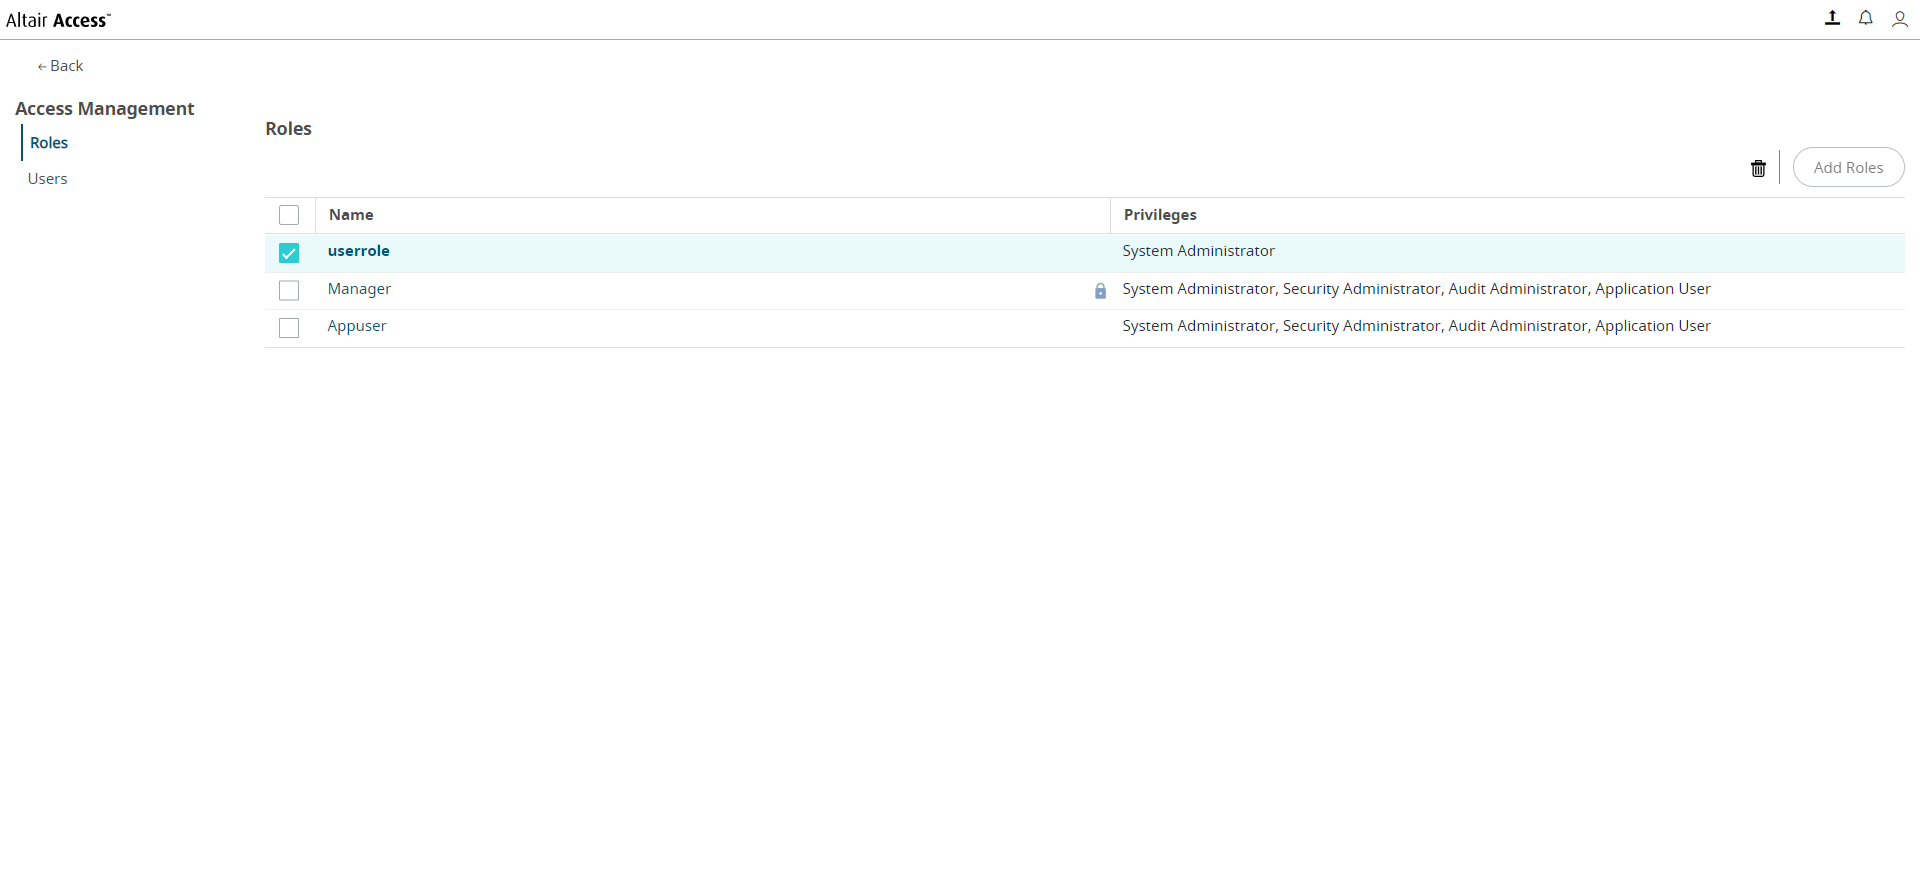 Altair Access™
← Back
Access Management
Roles
Users
Roles
Add Roles
Name Privileges
userrole System Administrator
Manager System Administrator, Security Administrator, Audit Administrator, Application User
Appuser System Administrator, Security Administrator, Audit Administrator, Application User